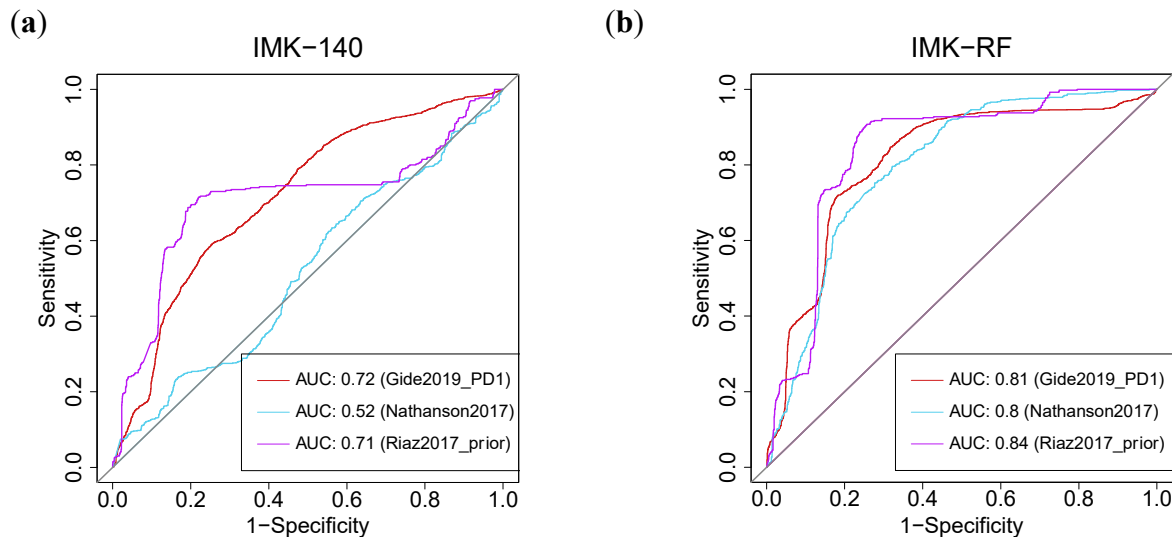 (a)
IMK−140
Sensitivity
1.0
0.8
0.6
0.4
0.2
0.0
AUC: 0.72 (Gide2019_PD1)
AUC: 0.52 (Nathanson2017)
AUC: 0.71 (Riaz2017_prior)
0.0 0.2 0.4 0.6 0.8 1.0
1−Specificity
(b)
IMK−RF
Sensitivity
1.0
0.8
0.6
0.4
0.2
0.0
AUC: 0.81 (Gide2019_PD1)
AUC: 0.8 (Nathanson2017)
AUC: 0.84 (Riaz2017_prior)
0.0 0.2 0.4 0.6 0.8 1.0
1−Specificity